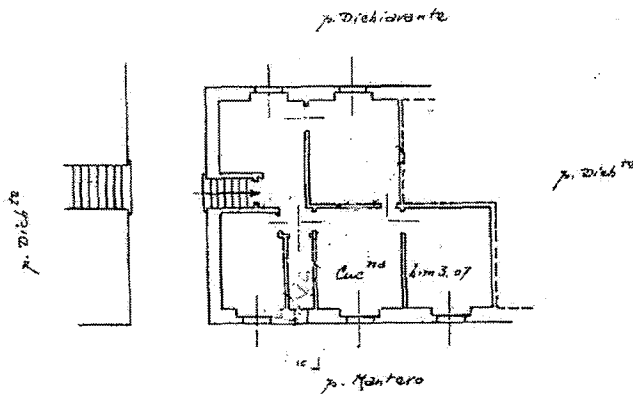 p. Dichiarante
p. Dich^te
p. Dich^te
Cuc^na
h=m 3.07
p. Mantero